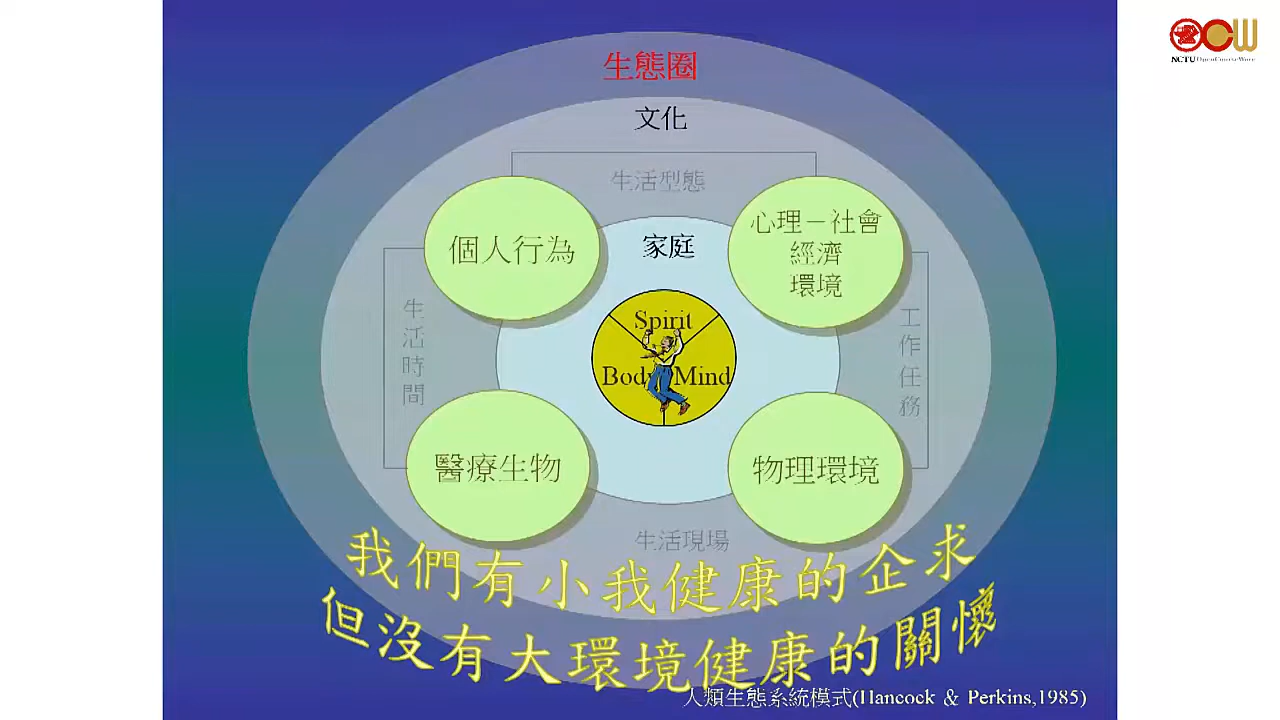 NCTU OpenCourseWare
生態圈
文化
生活型態
個人行為
家庭
心理－社會
經濟
環境
生活時間
工作任務
Spirit
Body
Mind
醫療生物
物理環境
生活現場
我們有小我健康的企求
但沒有大環境健康的關懷
人類生態系統模式(Hancock & Perkins,1985)